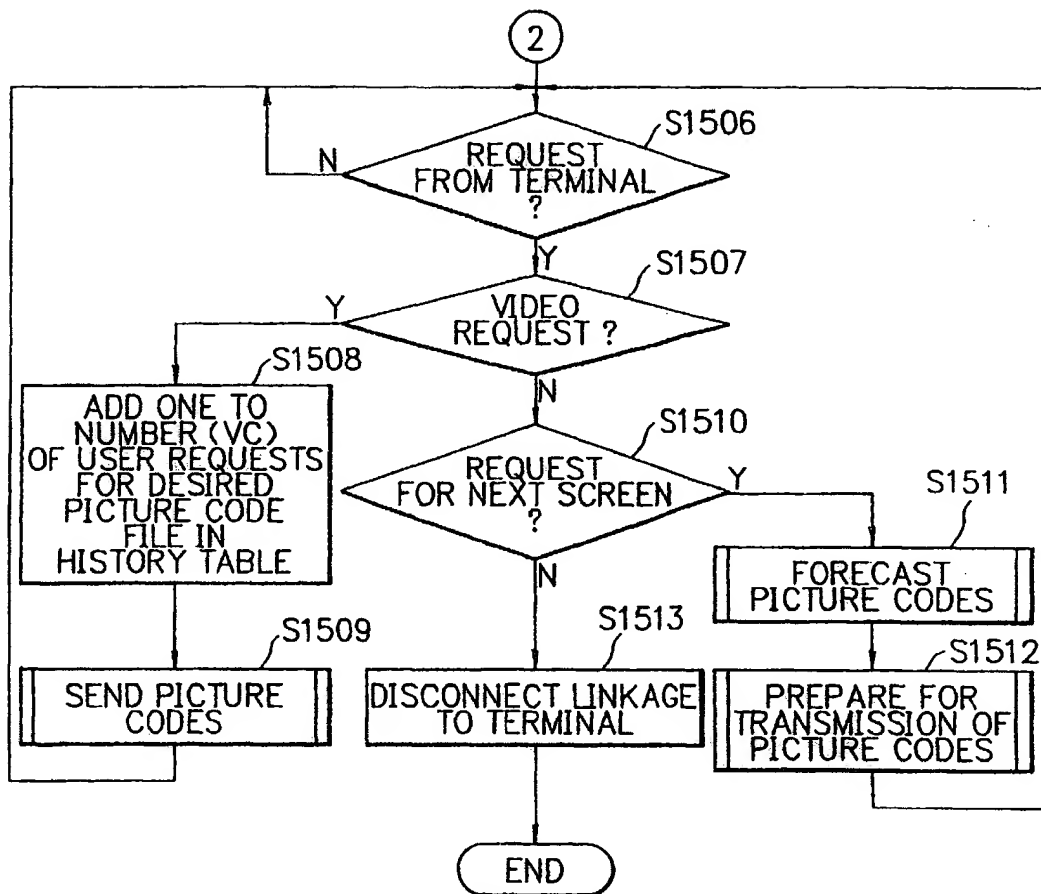 2
S1506
N
REQUEST
FROM TERMINAL
?
Y
S1507
Y
VIDEO
REQUEST ?
N
S1508
ADD ONE TO
NUMBER (VC)
OF USER REQUESTS
FOR DESIRED
PICTURE CODE
FILE IN
HISTORY TABLE
S1510
REQUEST
FOR NEXT SCREEN
?
Y
N
S1511
FORECAST
PICTURE CODES
S1509
SEND PICTURE
CODES
S1513
DISCONNECT LINKAGE
TO TERMINAL
S1512
PREPARE FOR
TRANSMISSION OF
PICTURE CODES
END